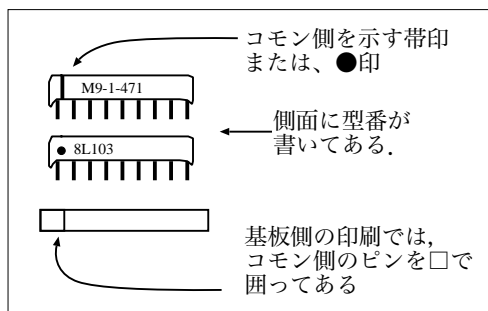 コモン側を示す帯印
または、●印
M9-1-471
側面に型番が
書いてある.
8L103
基板側の印刷では,
コモン側のピンを□で
囲ってある